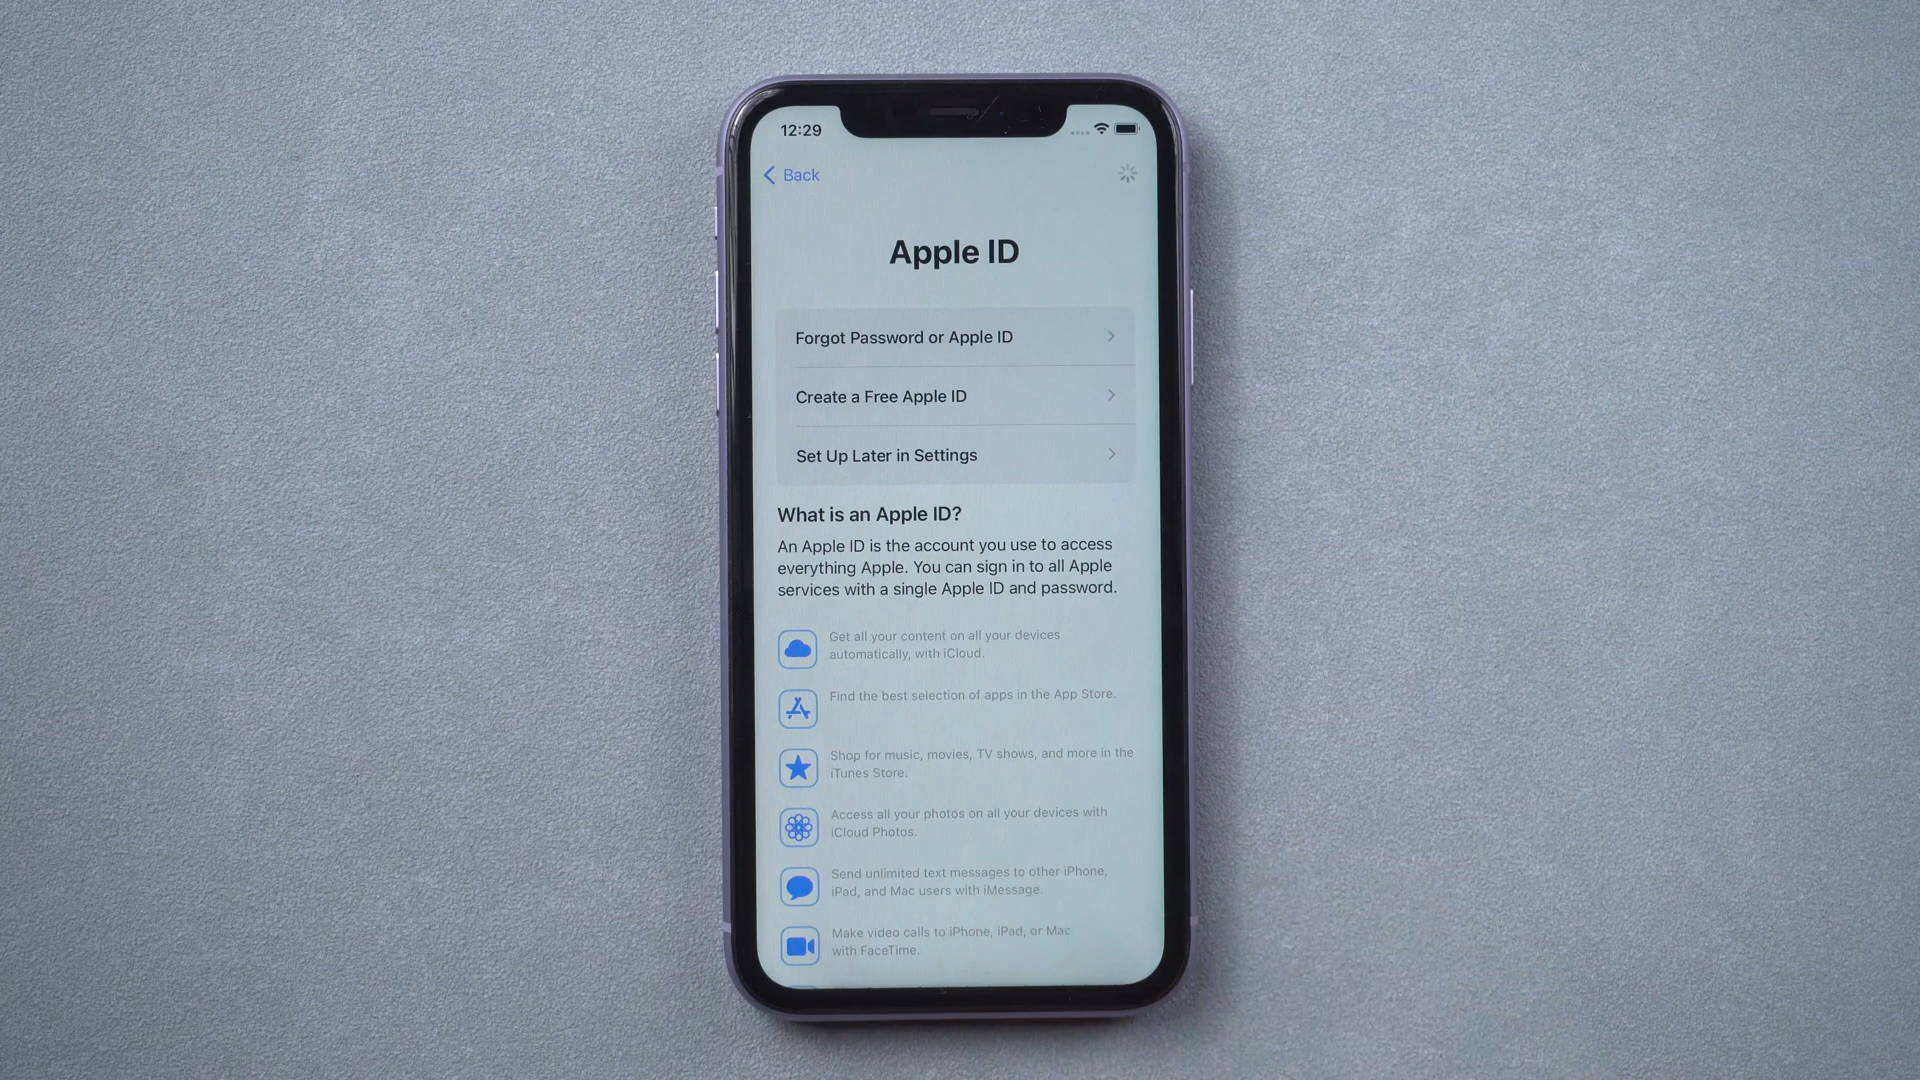 12:29
Back
Apple ID
Forgot Password or Apple ID
Create a Free Apple ID
Set Up Later in Settings
What is an Apple ID?
An Apple ID is the account you use to access
everything Apple. You can sign in to all Apple
services with a single Apple ID and password.
Get all your content on all your devices
automatically, with iCloud.
Find the best selection of apps in the App Store.
Shop for music, movies, TV shows, and more in the
iTunes Store.
Access all your photos on all your devices with
iCloud Photos.
Send unlimited text messages to other iPhone,
iPad, and Mac users with iMessage.
Make video calls to iPhone, iPad, or Mac
with FaceTime.